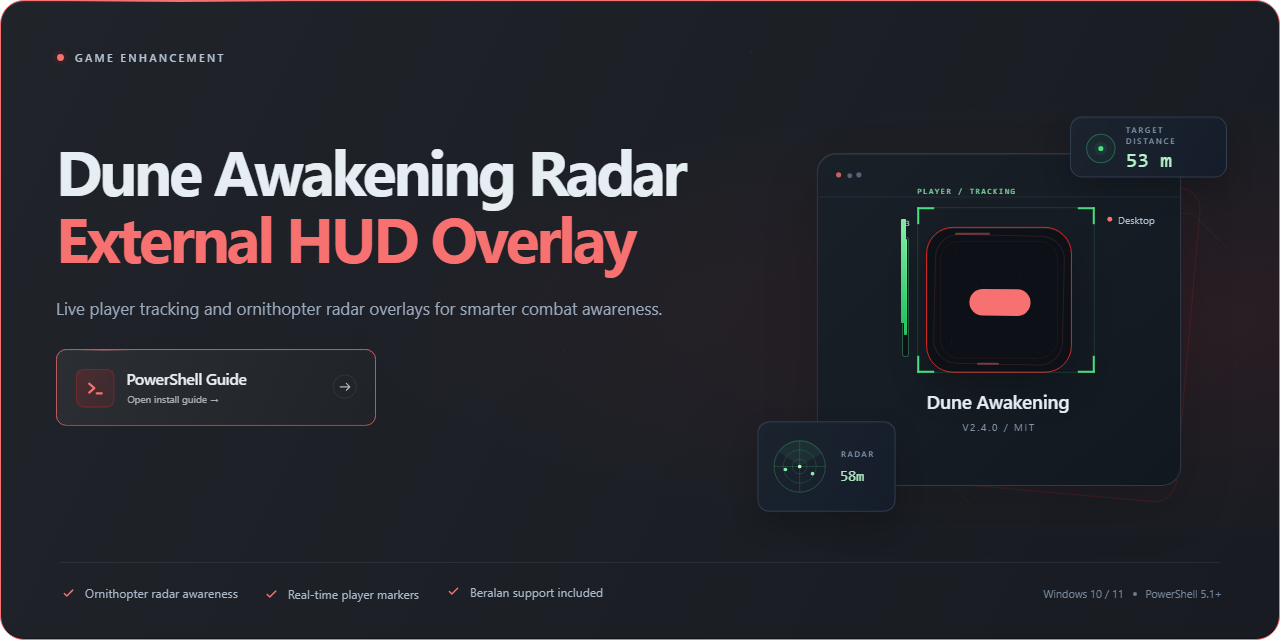 GAME ENHANCEMENT
Dune Awakening Radar
External HUD Overlay
Live player tracking and ornithopter radar overlays for smarter combat awareness.
PowerShell Guide
Open install guide →
TARGET
DISTANCE
53 m
PLAYER / TRACKING
Desktop
Dune Awakening
V2.4.0 / MIT
RADAR
58m
Ornithopter radar awareness
Real-time player markers
Beralan support included
Windows 10 / 11 • PowerShell 5.1+